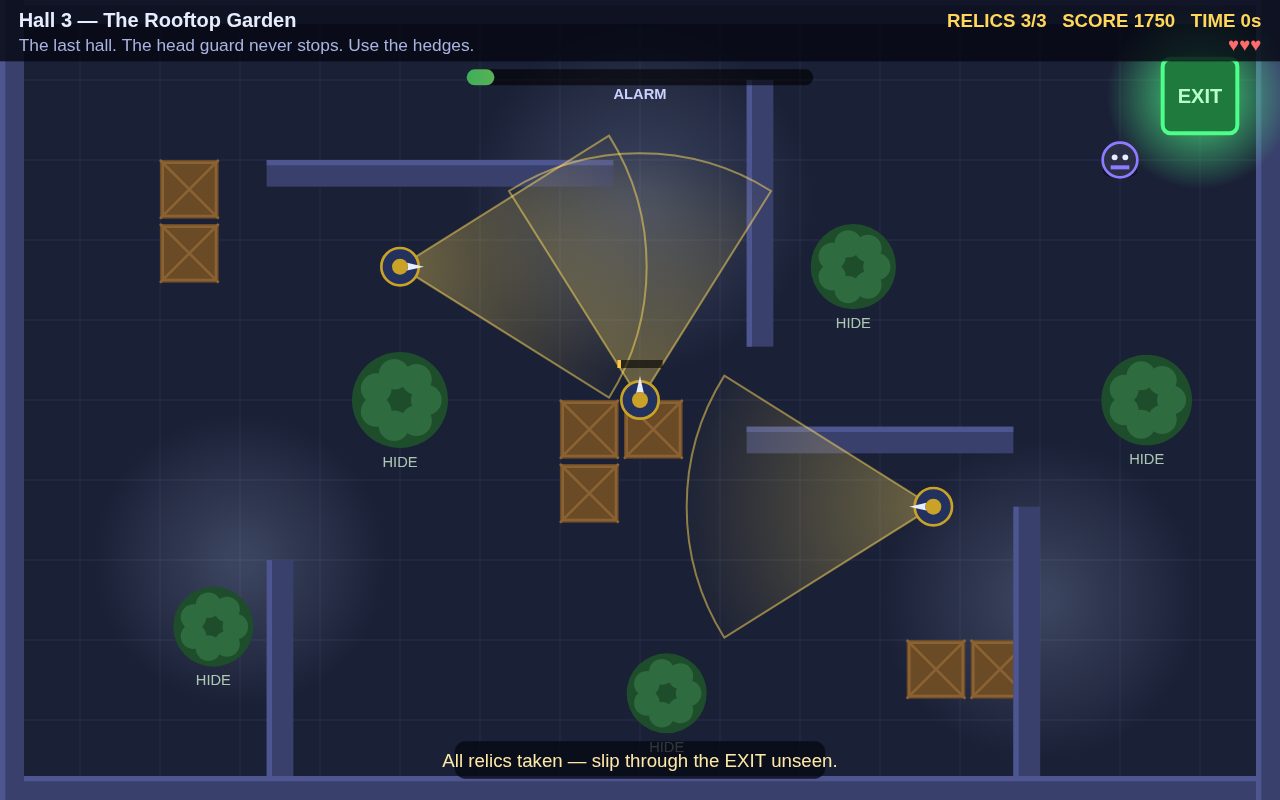 Hall 3 — The Rooftop Garden
RELICS 3/3 SCORE 1750 TIME 0s
The last hall. The head guard never stops. Use the hedges.
ALARM
EXIT
HIDE
HIDE
HIDE
HIDE
HIDE
All relics taken — slip through the EXIT unseen.